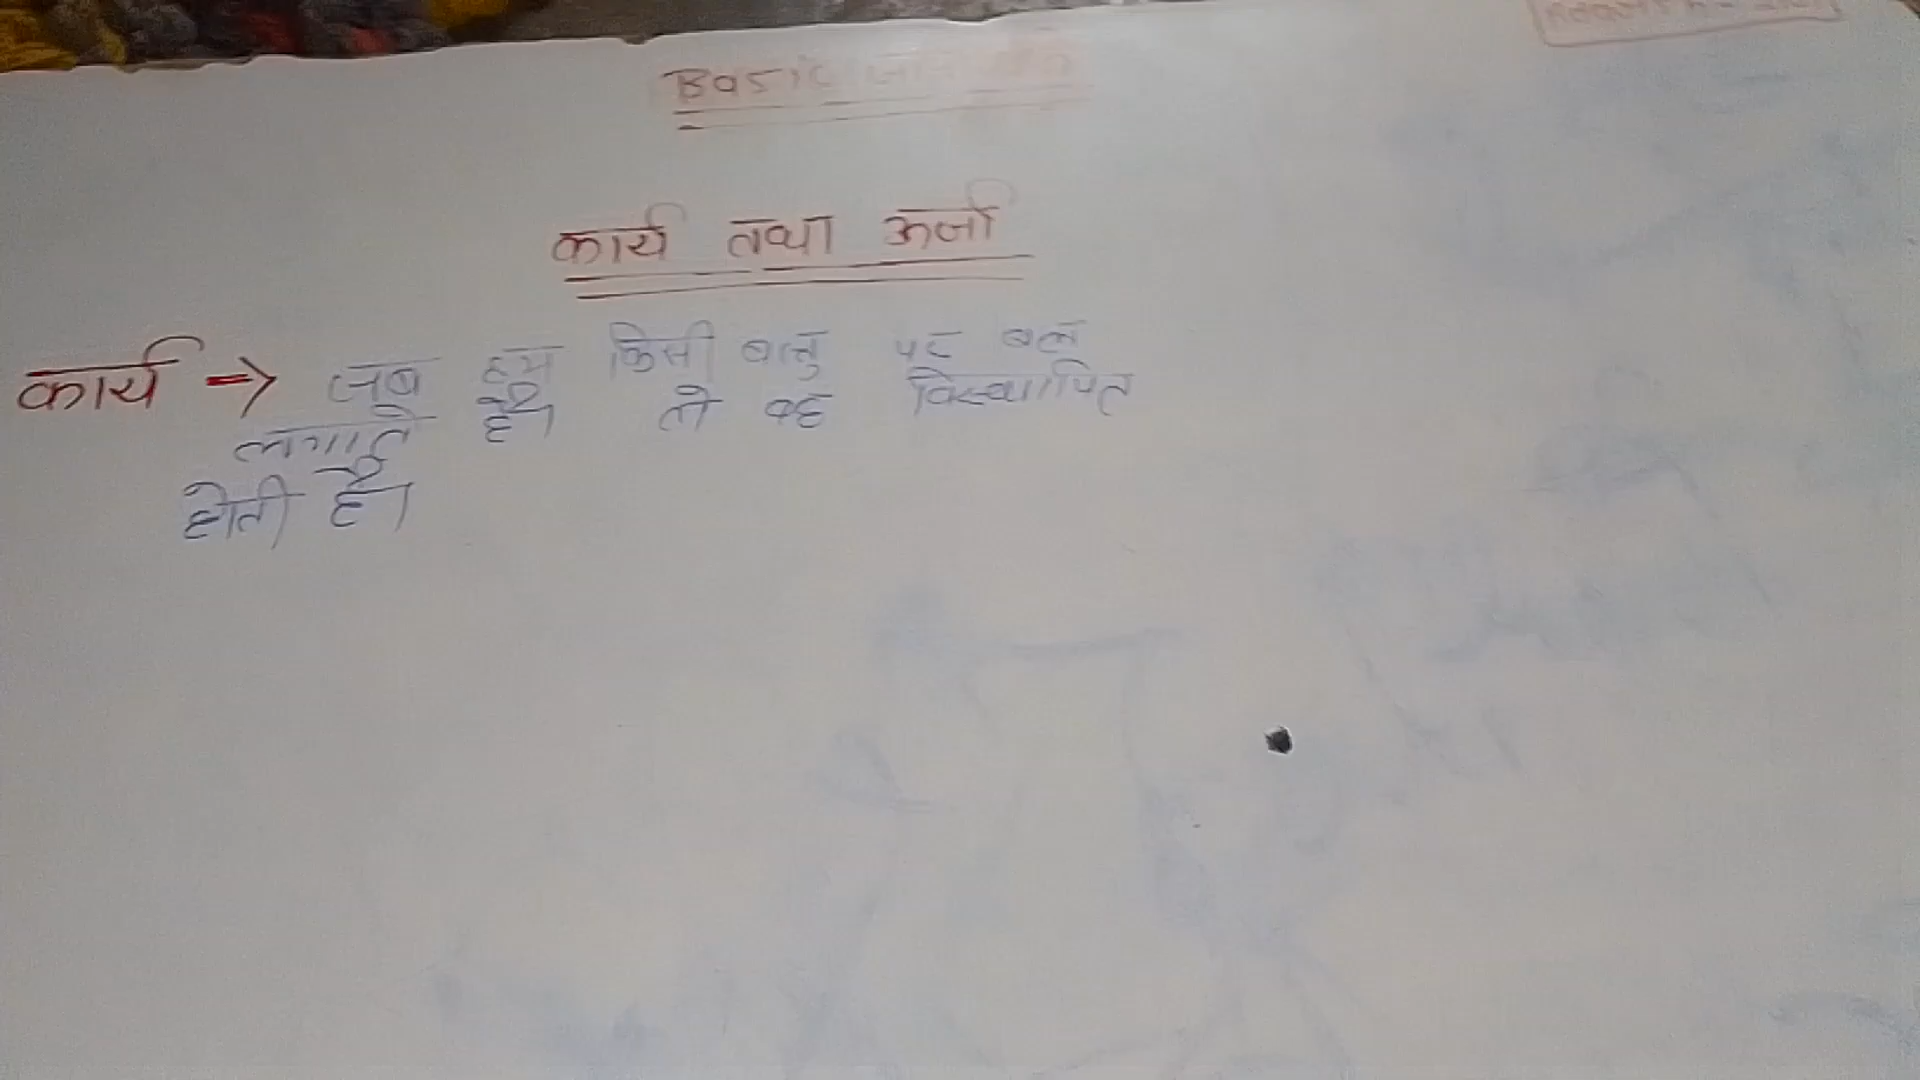 Basic
कार्य तथा ऊर्जा
कार्य → जब हम किसी वस्तु पर बल
लगाते है। तो वह विस्थापित
होती है।